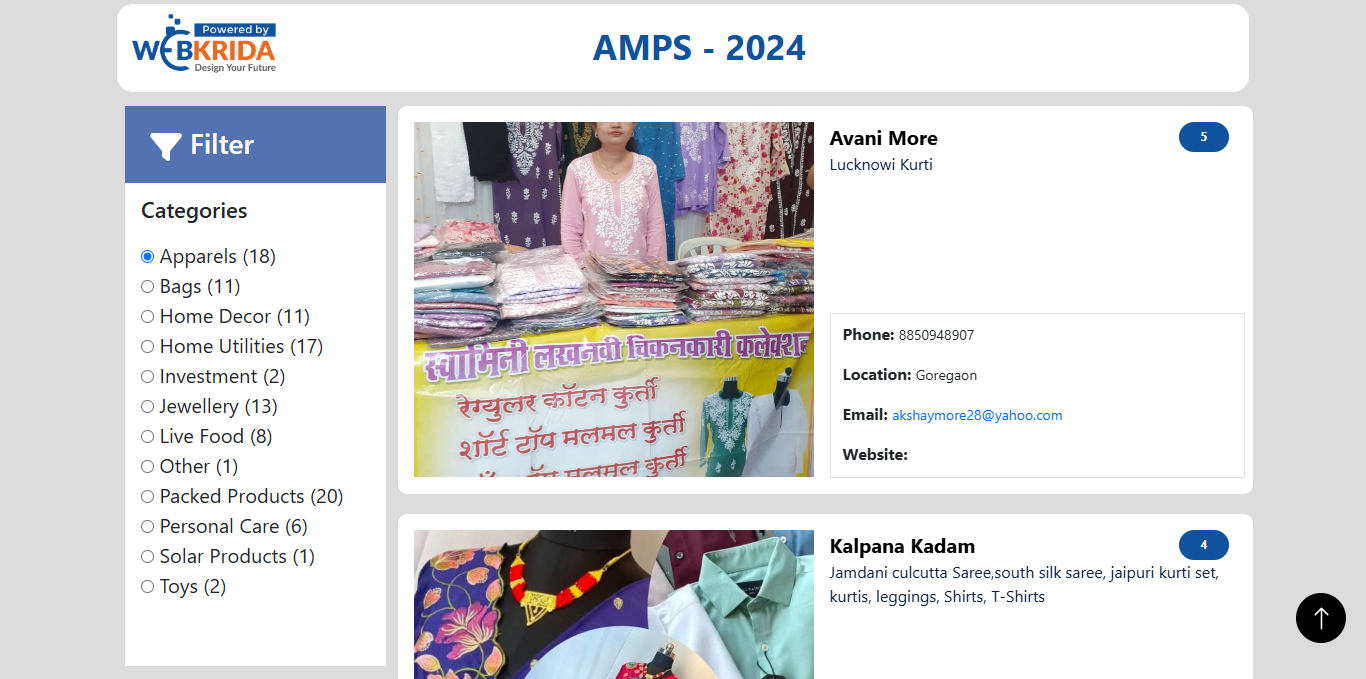 Powered by
WEBKRIDA
Design Your Future
AMPS - 2024
Filter
Categories
Apparels (18)
Bags (11)
Home Decor (11)
Home Utilities (17)
Investment (2)
Jewellery (13)
Live Food (8)
Other (1)
Packed Products (20)
Personal Care (6)
Solar Products (1)
Toys (2)
स्वामिनी लखनवी चिकनकारी कलेक्शन
रेग्युलर कॉटन कुर्ती
शॉर्ट टॉप मलमल कुर्ती
टॉप मलमल कुर्ती
Avani More
5
Lucknowi Kurti
Phone: 8850948907
Location: Goregaon
Email: akshaymore28@yahoo.com
Website:
Kalpana Kadam
4
Jamdani culcutta Saree,south silk saree, jaipuri kurti set,
kurtis, leggings, Shirts, T-Shirts